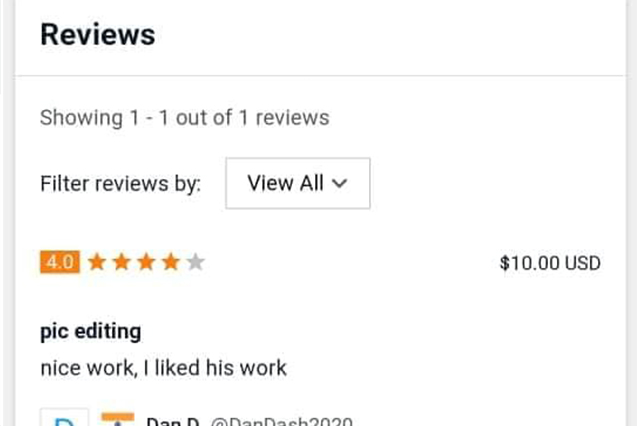 Reviews
Showing 1 - 1 out of 1 reviews
Filter reviews by: View All
4.0 $10.00 USD
pic editing
nice work, I liked his work
D Dan D. @DanDash2020